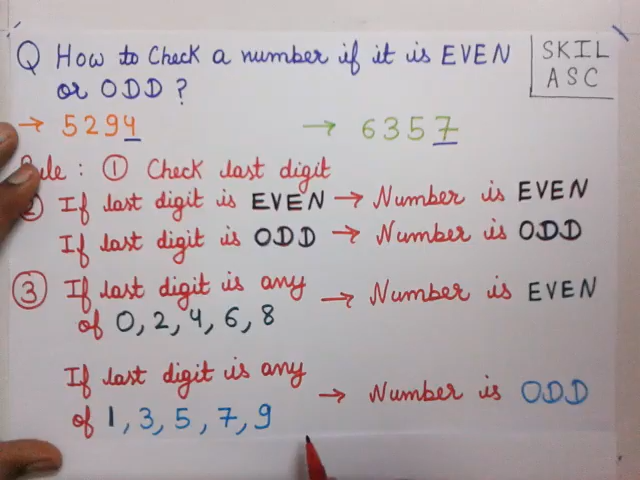 Q How to Check a number if it is EVEN
or ODD ?
SKIL
ASC
→ 5294
→ 6357
Rule : ① Check last digit
② If last digit is EVEN → Number is EVEN
If last digit is ODD → Number is ODD
③ If last digit is any
of 0, 2, 4, 6, 8
→ Number is EVEN
If last digit is any
of 1, 3, 5, 7, 9
→ Number is ODD